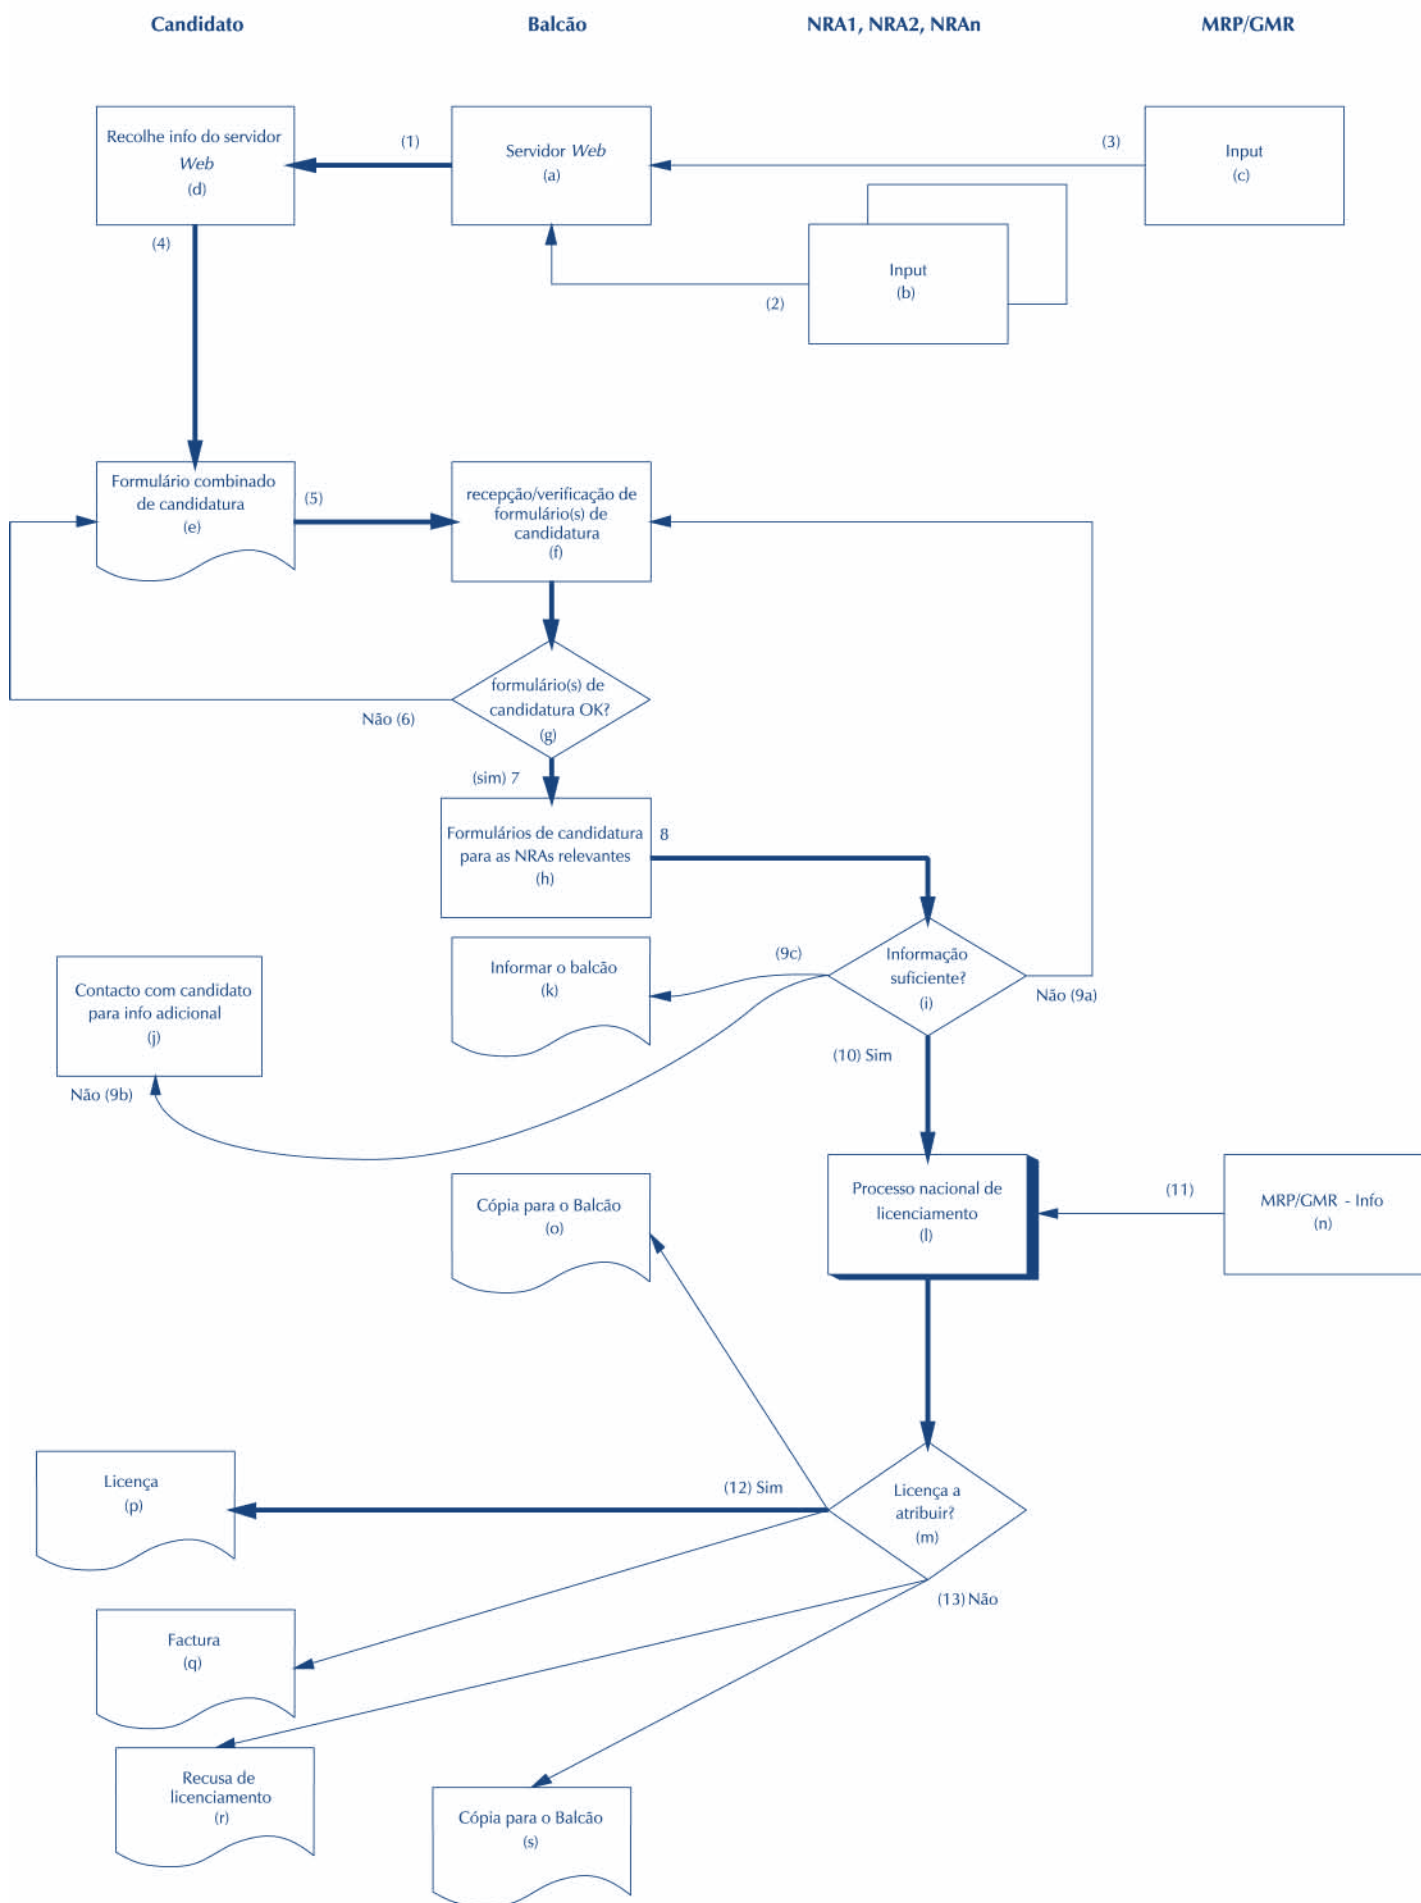 Candidato
Balcão
NRA1, NRA2, NRAn
MRP/GMR
Recolhe info do servidor
Web
(d)
(1)
Servidor Web
(a)
(3)
Input
(c)
(4)
Input
(b)
(2)
Formulário combinado
de candidatura
(e)
(5)
recepção/verificação de
formulário(s) de
candidatura
(f)
formulário(s) de
candidatura OK?
(g)
Não (6)
(sim) 7
Formulários de candidatura
para as NRAs relevantes
(h)
8
Informação
suficiente?
(i)
(9c)
Não (9a)
Informar o balcão
(k)
Contacto com candidato
para info adicional
(j)
Não (9b)
(10) Sim
Processo nacional de
licenciamento
(l)
(11)
MRP/GMR - Info
(n)
Cópia para o Balcão
(o)
Licença
(p)
(12) Sim
Licença a
atribuir?
(m)
(13) Não
Factura
(q)
Recusa de
licenciamento
(r)
Cópia para o Balcão
(s)